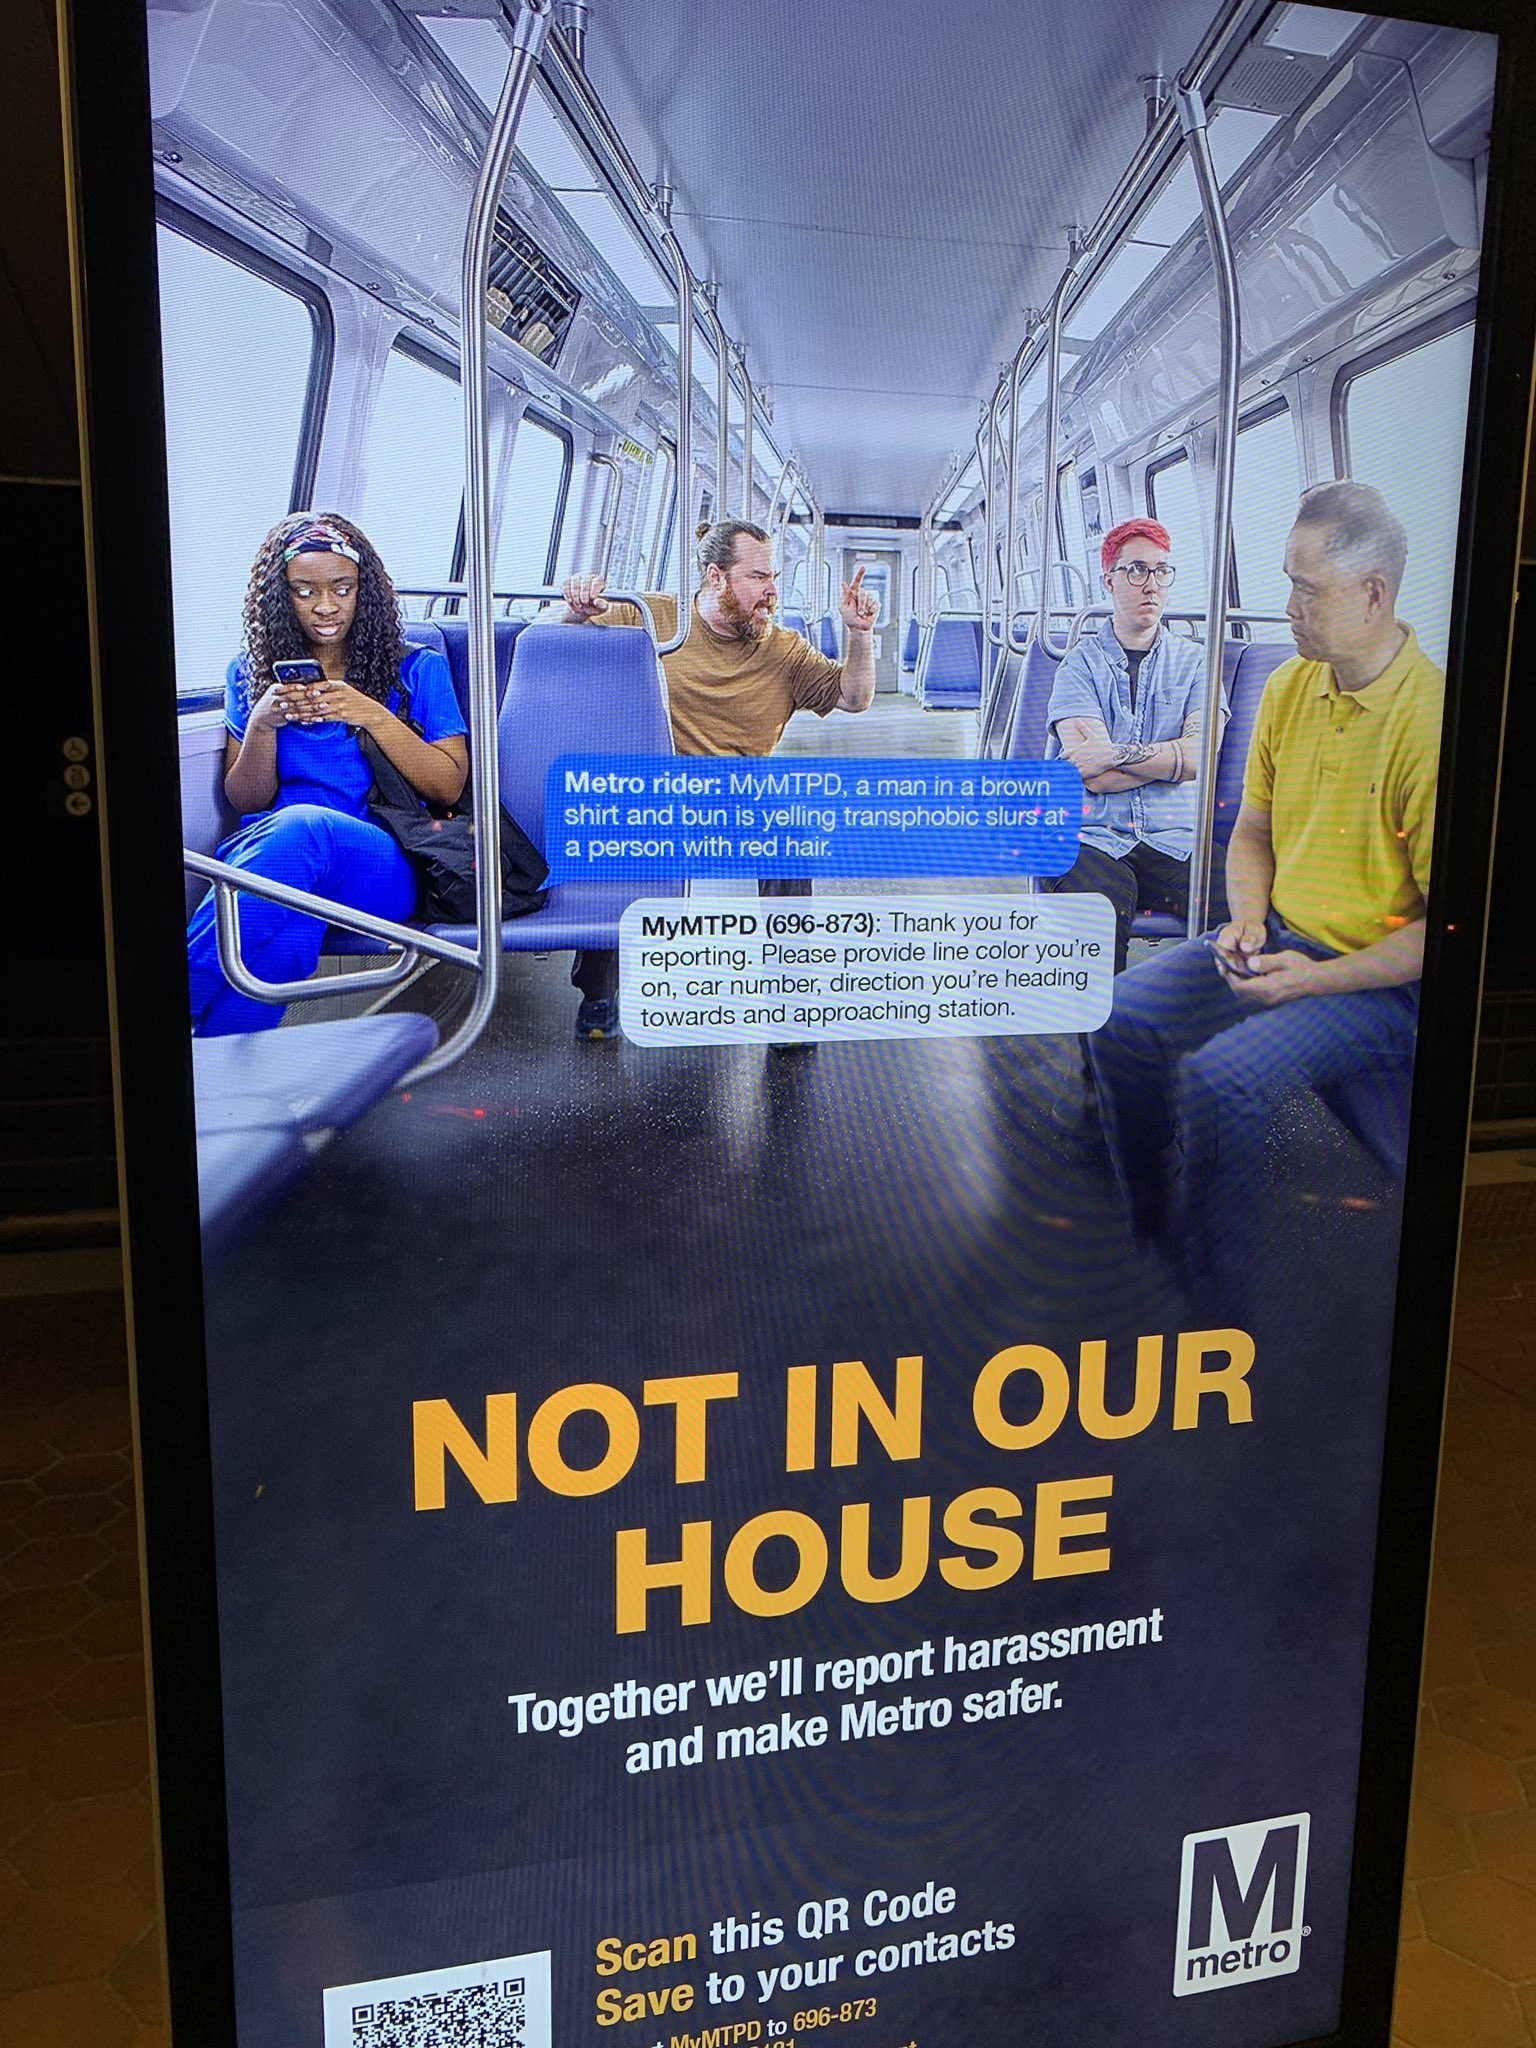 Metro rider: MyMTPD, a man in a brown
shirt and bun is yelling transphobic slurs at
a person with red hair.
MyMTPD (696-873): Thank you for
reporting. Please provide line color you're
on, car number, direction you're heading
towards and approaching station.
NOT IN OUR
HOUSE
Together we'll report harassment
and make Metro safer.
Scan this QR Code
Save to your contacts
MyMTPD to 696-873
M
metro®